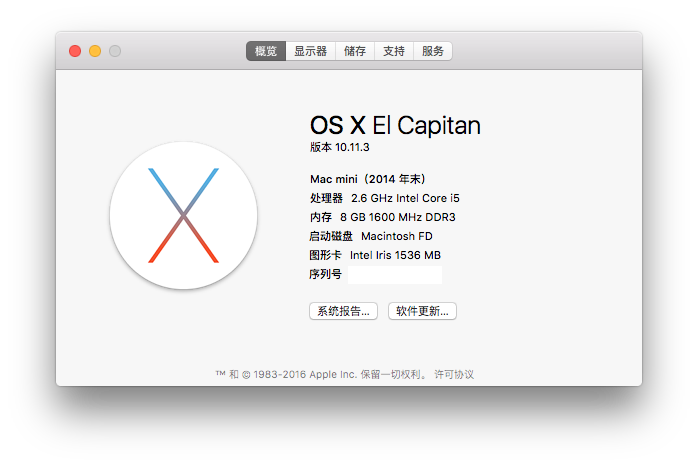 概览 显示器 储存 支持 服务
OS X El Capitan
版本 10.11.3
Mac mini（2014 年末）
处理器 2.6 GHz Intel Core i5
内存 8 GB 1600 MHz DDR3
启动磁盘 Macintosh FD
图形卡 Intel Iris 1536 MB
序列号
系统报告... 软件更新...
™ 和 © 1983-2016 Apple Inc. 保留一切权利。 许可协议